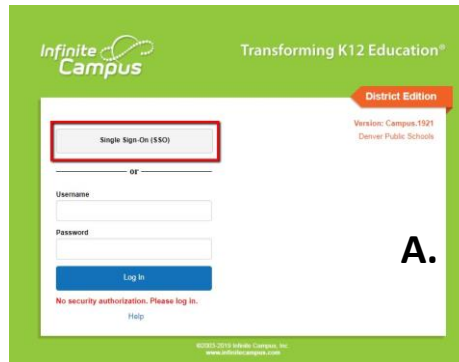 Infinite
Campus
Transforming K12 Education®
District Edition
Version: Campus.1921
Denver Public Schools
Single Sign-On (SSO)
or
Username
Password
Log In
No security authorization. Please log in.
Help
A.
©2003-2019 Infinite Campus, Inc.
www.infinitecampus.com